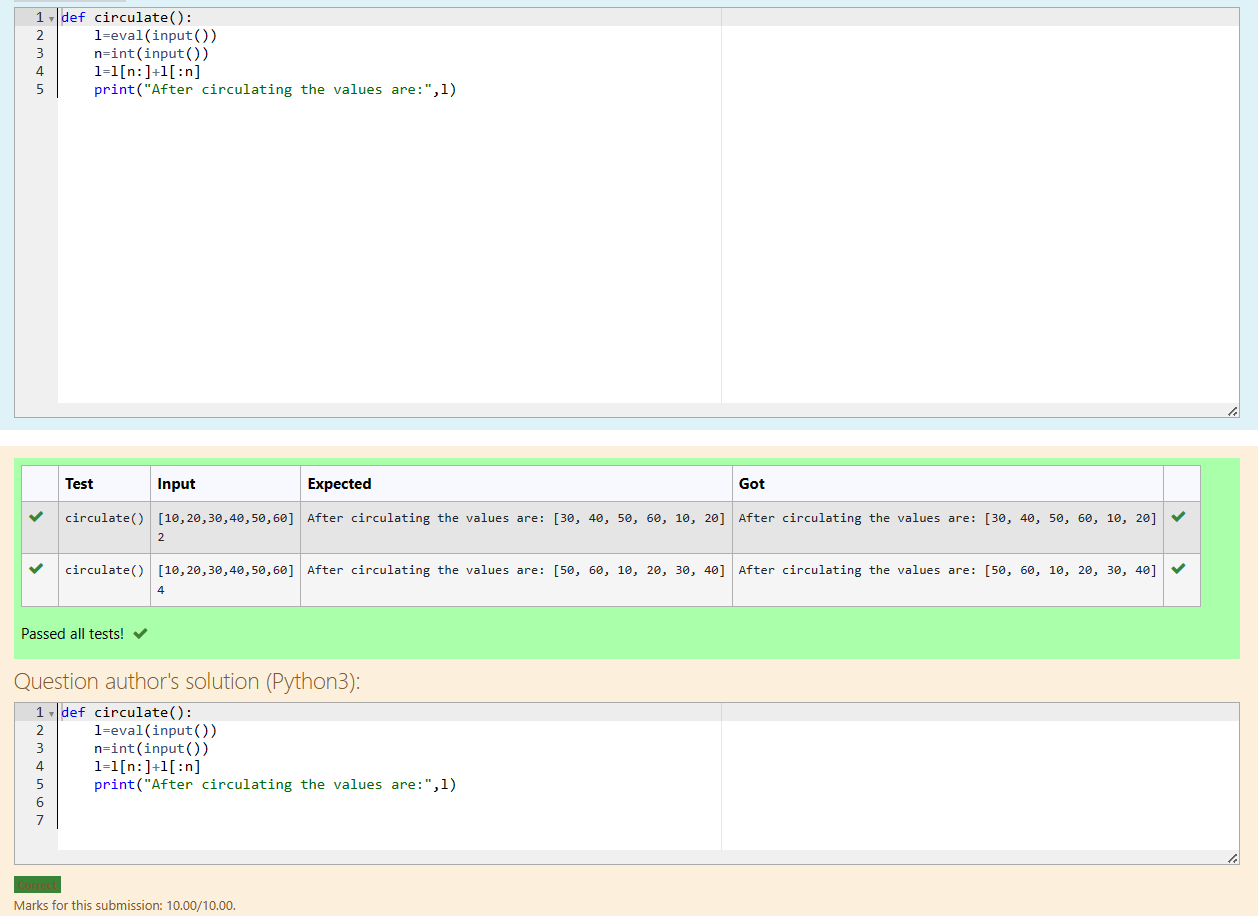 1 def circulate():
2     l=eval(input())
3     n=int(input())
4     l=l[n:]+l[:n]
5     print("After circulating the values are:",l)
Test Input Expected Got
circulate() [10,20,30,40,50,60] After circulating the values are: [30, 40, 50, 60, 10, 20] After circulating the values are: [30, 40, 50, 60, 10, 20]
2
circulate() [10,20,30,40,50,60] After circulating the values are: [50, 60, 10, 20, 30, 40] After circulating the values are: [50, 60, 10, 20, 30, 40]
4
Passed all tests!
Question author's solution (Python3):
1 def circulate():
2     l=eval(input())
3     n=int(input())
4     l=l[n:]+l[:n]
5     print("After circulating the values are:",l)
6
7
Correct
Marks for this submission: 10.00/10.00.